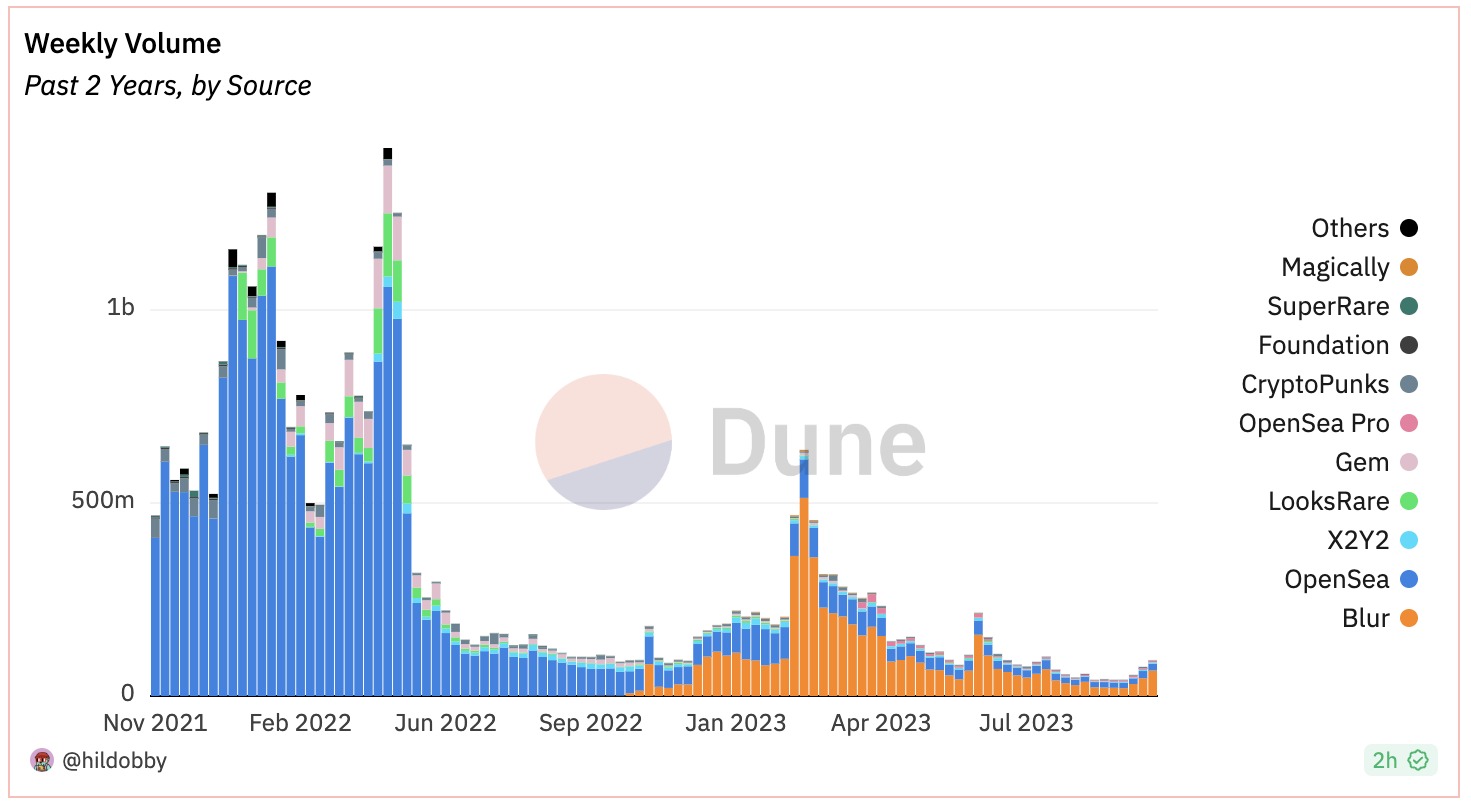 Weekly Volume
Past 2 Years, by Source
1b
500m
0
Nov 2021 Feb 2022 Jun 2022 Sep 2022 Jan 2023 Apr 2023 Jul 2023
Dune
Others
Magically
SuperRare
Foundation
CryptoPunks
OpenSea Pro
Gem
LooksRare
X2Y2
OpenSea
Blur
@hildobby
2h